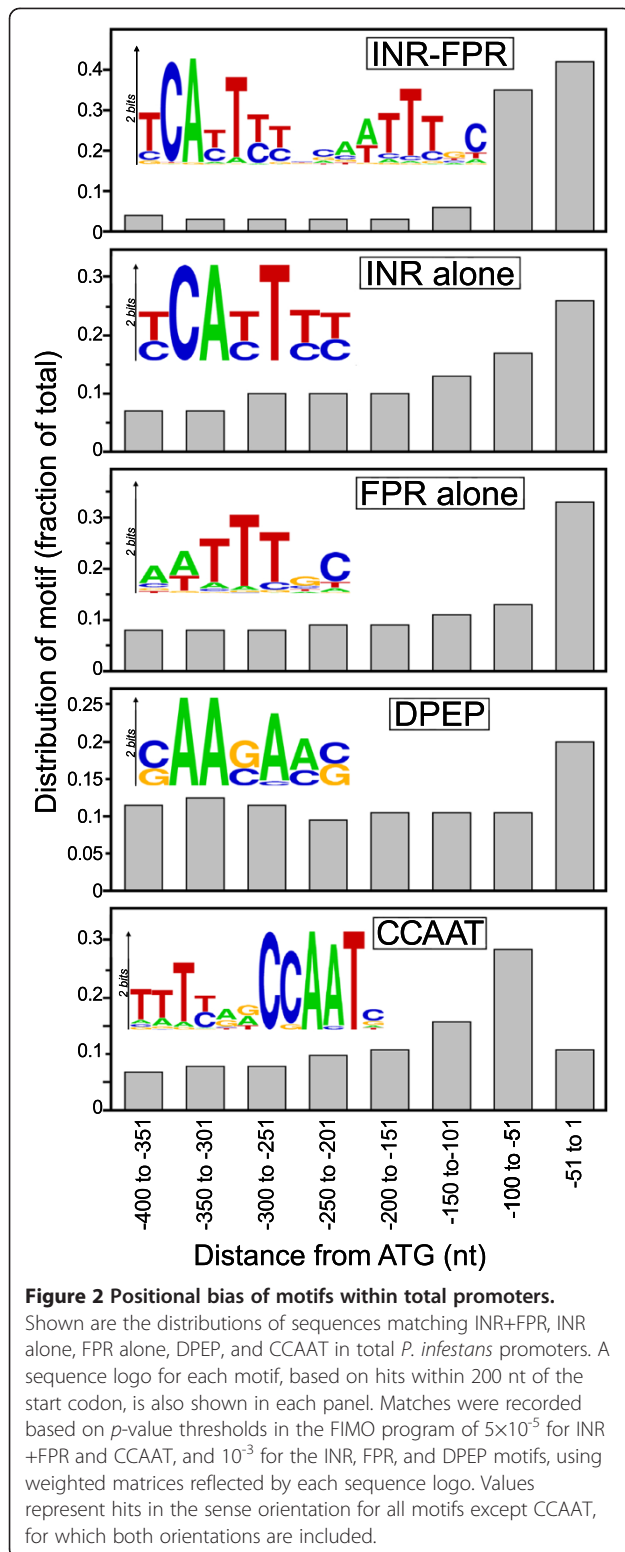 INR-FPR
2 bits
0.4
0.3
0.2
0.1
0
INR alone
2 bits
0.3
0.2
0.1
0
FPR alone
2 bits
0.3
0.2
0.1
0
DPEP
2 bits
0.25
0.20
0.15
0.1
0.05
0
CCAAT
2 bits
0.3
0.2
0.1
0
Distribution of motif (fraction of total)
-400 to -351
-350 to -301
-300 to -251
-250 to -201
-200 to -151
-150 to-101
-100 to -51
-51 to 1
Distance from ATG (nt)
Figure 2 Positional bias of motifs within total promoters.
Shown are the distributions of sequences matching INR+FPR, INR
alone, FPR alone, DPEP, and CCAAT in total P. infestans promoters. A
sequence logo for each motif, based on hits within 200 nt of the
start codon, is also shown in each panel. Matches were recorded
based on p-value thresholds in the FIMO program of 5×10-5 for INR
+FPR and CCAAT, and 10-3 for the INR, FPR, and DPEP motifs, using
weighted matrices reflected by each sequence logo. Values
represent hits in the sense orientation for all motifs except CCAAT,
for which both orientations are included.